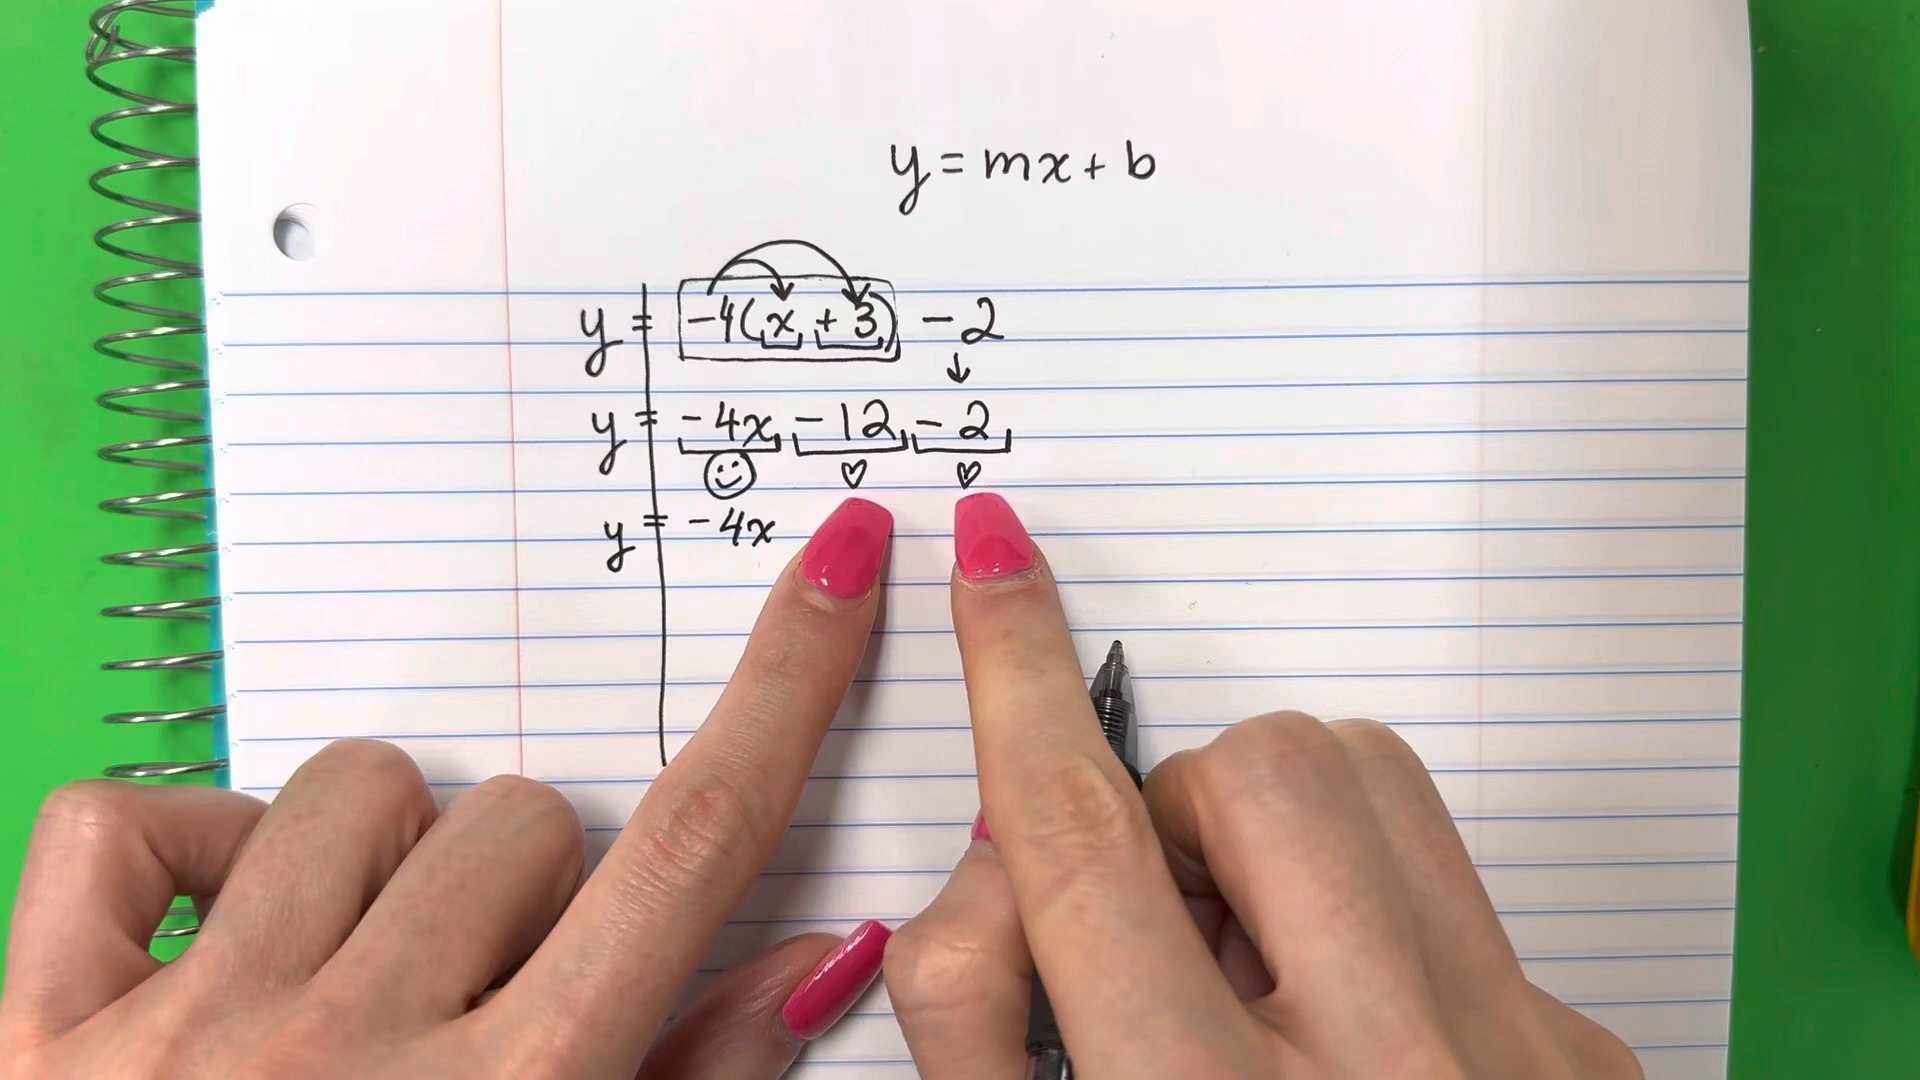 y = mx + b
y = -4(x + 3) - 2
y = -4x - 12 - 2
y = -4x